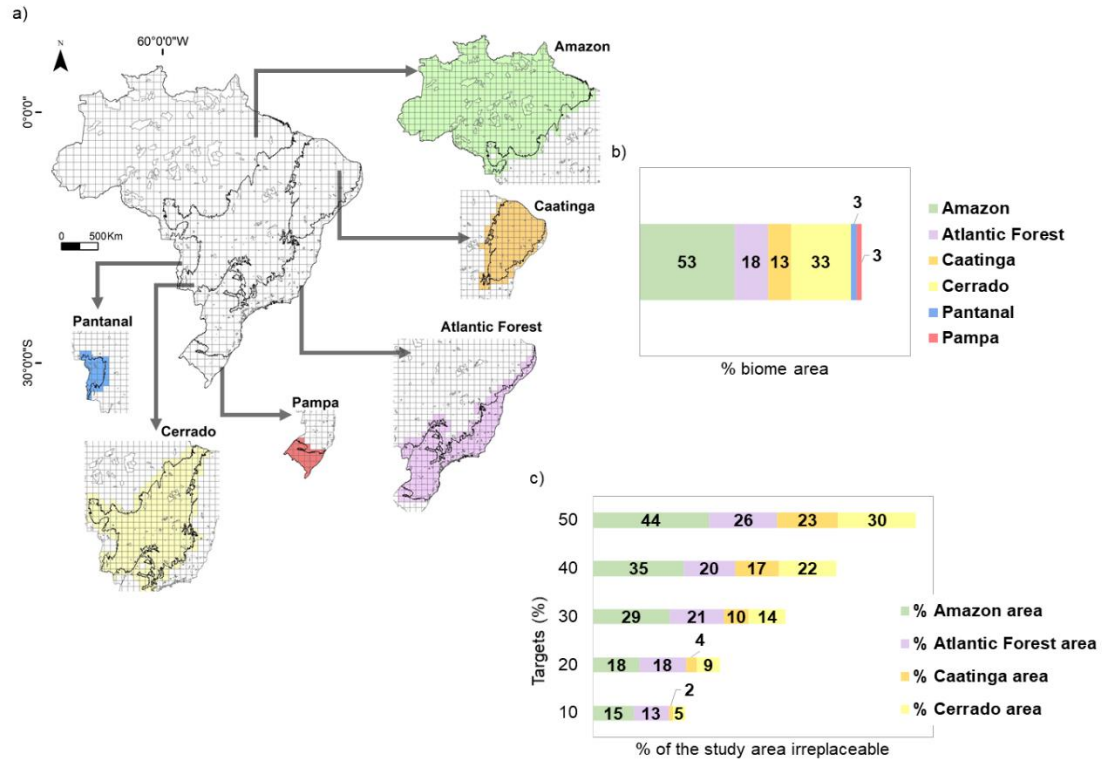 a)
N
60°0'0"W
0°0'0"
30°0'0"S
0 500Km
Amazon
Caatinga
Pantanal
Atlantic Forest
Pampa
Cerrado
b)
3
53 18 13 33
3
% biome area
Amazon
Atlantic Forest
Caatinga
Cerrado
Pantanal
Pampa
c)
Targets (%)
50 44 26 23 30
40 35 20 17 22
30 29 21 10 14
4
20 18 18 9
2
10 15 13 5
% of the study area irreplaceable
% Amazon area
% Atlantic Forest area
% Caatinga area
% Cerrado area